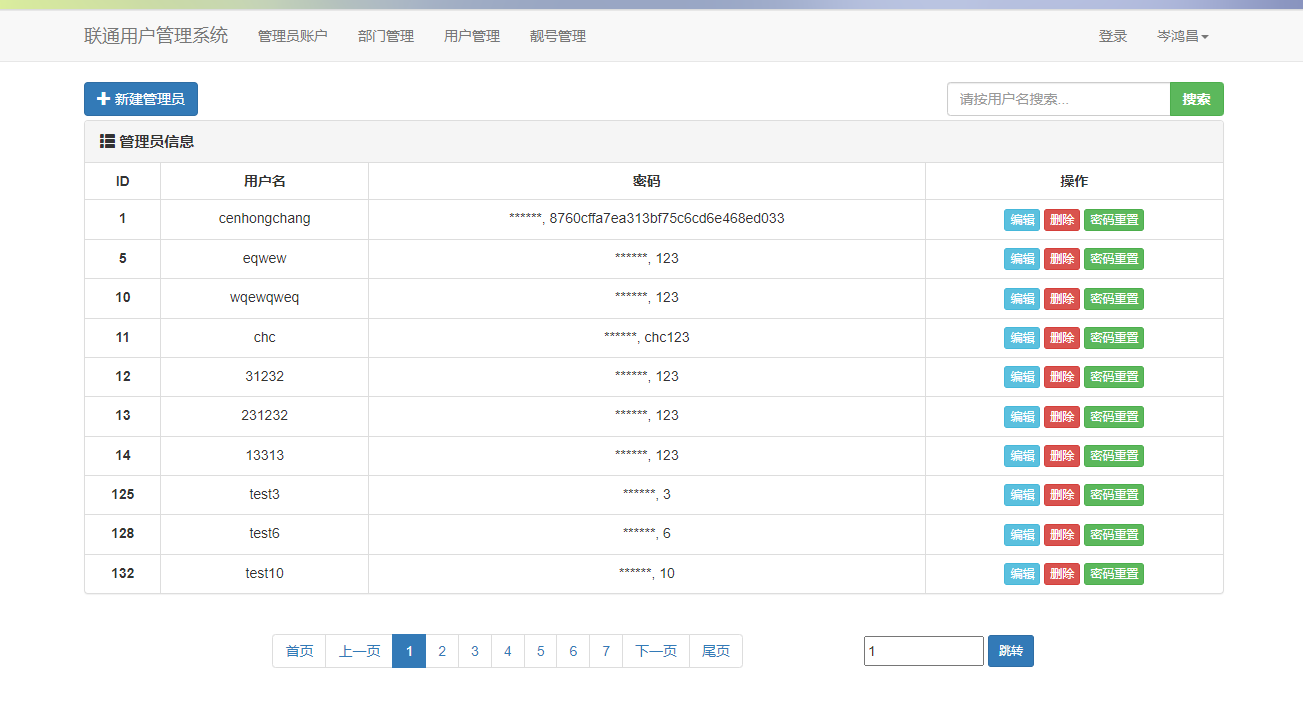 联通用户管理系统 管理员账户 部门管理 用户管理 靓号管理 登录 岑鸿昌
新建管理员 请按用户名搜索... 搜索
管理员信息
ID 用户名 密码 操作
1 cenhongchang ******, 8760cffa7ea313bf75c6cd6e468ed033 编辑 删除 密码重置
5 eqwew ******, 123 编辑 删除 密码重置
10 wqewqweq ******, 123 编辑 删除 密码重置
11 chc ******, chc123 编辑 删除 密码重置
12 31232 ******, 123 编辑 删除 密码重置
13 231232 ******, 123 编辑 删除 密码重置
14 13313 ******, 123 编辑 删除 密码重置
125 test3 ******, 3 编辑 删除 密码重置
128 test6 ******, 6 编辑 删除 密码重置
132 test10 ******, 10 编辑 删除 密码重置
首页 上一页 1 2 3 4 5 6 7 下一页 尾页 1 跳转